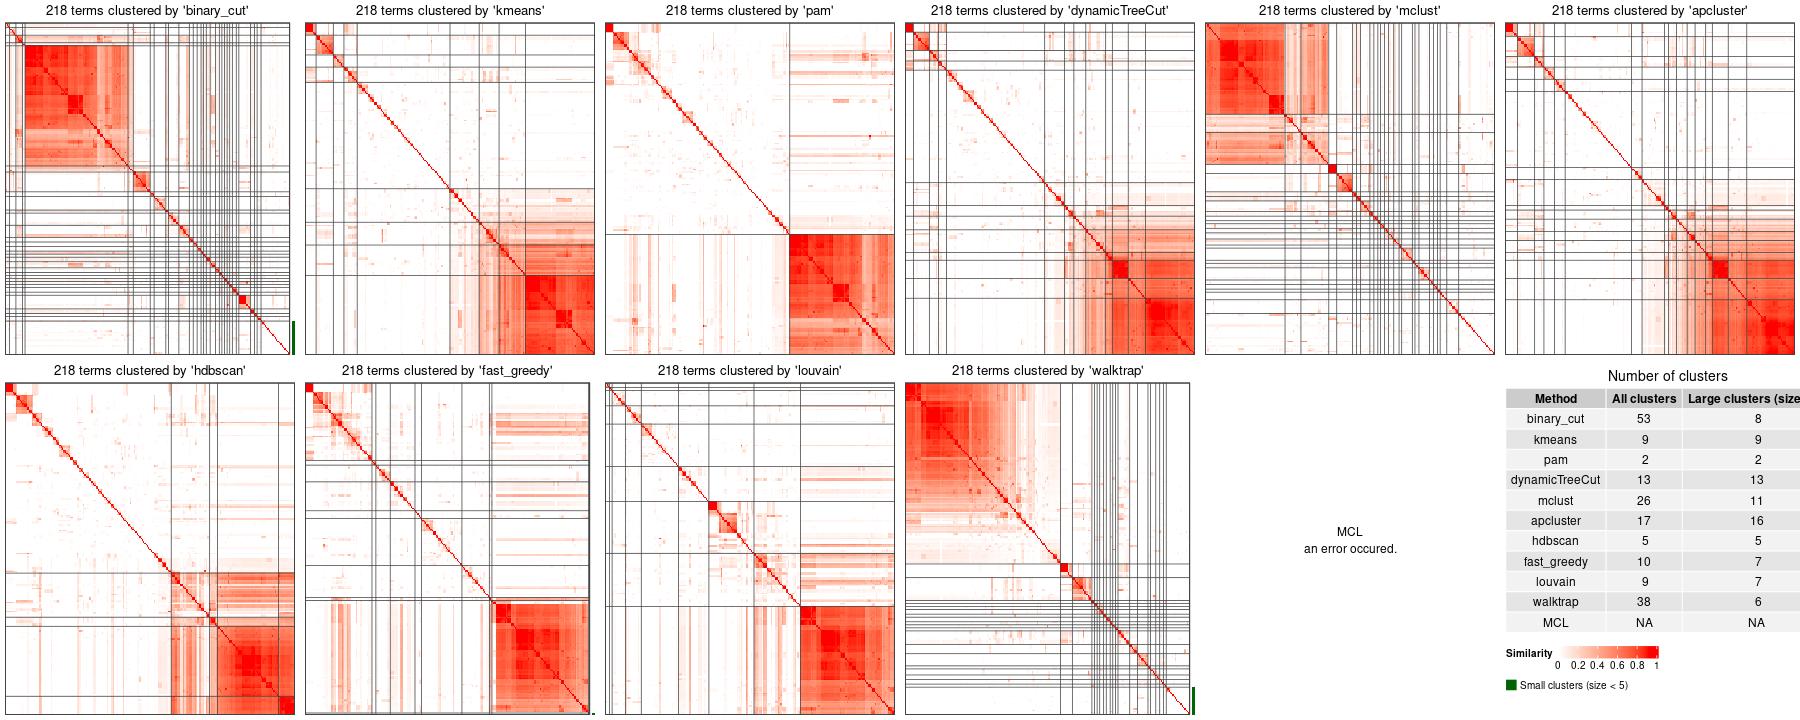 218 terms clustered by 'binary_cut'
218 terms clustered by 'kmeans'
218 terms clustered by 'pam'
218 terms clustered by 'dynamicTreeCut'
218 terms clustered by 'mclust'
218 terms clustered by 'apcluster'
218 terms clustered by 'hdbscan'
218 terms clustered by 'fast_greedy'
218 terms clustered by 'louvain'
218 terms clustered by 'walktrap'
MCL
an error occured.
Number of clusters
Method All clusters Large clusters (size
binary_cut 53 8
kmeans 9 9
pam 2 2
dynamicTreeCut 13 13
mclust 26 11
apcluster 17 16
hdbscan 5 5
fast_greedy 10 7
louvain 9 7
walktrap 38 6
MCL NA NA
Similarity
0 0.2 0.4 0.6 0.8 1
Small clusters (size < 5)